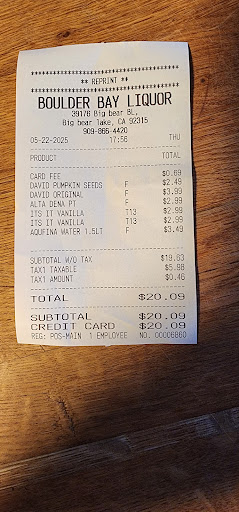 ************************************
** REPRINT **
************************************
BOULDER BAY LIQUOR
39176 Big bear BL,
Big bear lake, CA 92315
909-866-4420
05-22-2025 17:56 THU
PRODUCT TOTAL
CARD FEE $0.69
DAVID PUMPKIN SEEDS F $2.49
DAVID ORIGINAL F $3.99
ALTA DENA PT F $2.99
ITS IT VANILLA T13 $2.99
ITS IT VANILLA T13 $2.99
AQUFINA WATER 1.5LT F $3.49
SUBTOTAL W/O TAX $19.63
TAX1 TAXABLE $5.98
TAX1 AMOUNT $0.46
TOTAL $20.09
SUBTOTAL $20.09
CREDIT CARD $20.09
REG: POS-MAIN 1 EMPLOYEE NO. 00006860